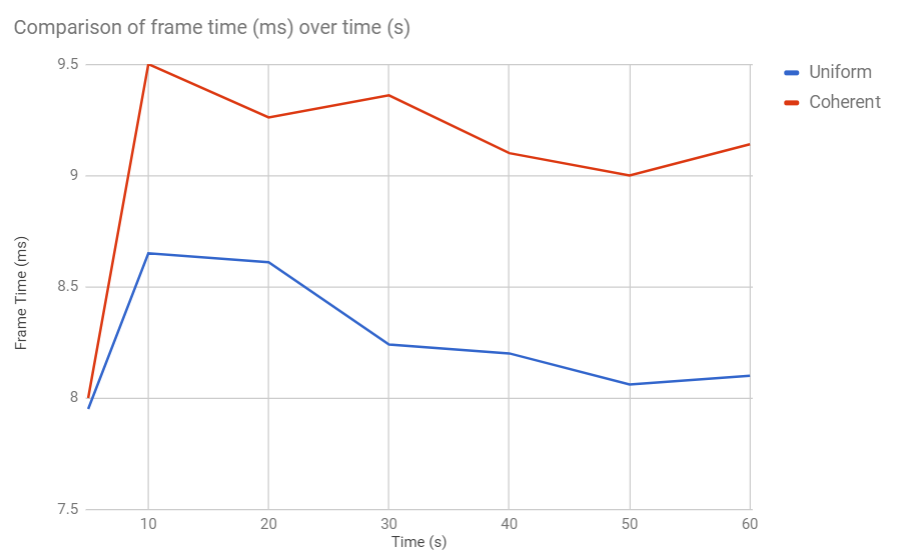 Comparison of frame time (ms) over time (s)
Uniform
Coherent
Frame Time (ms)
9.5
9
8.5
8
7.5
10 20 30 40 50 60
Time (s)